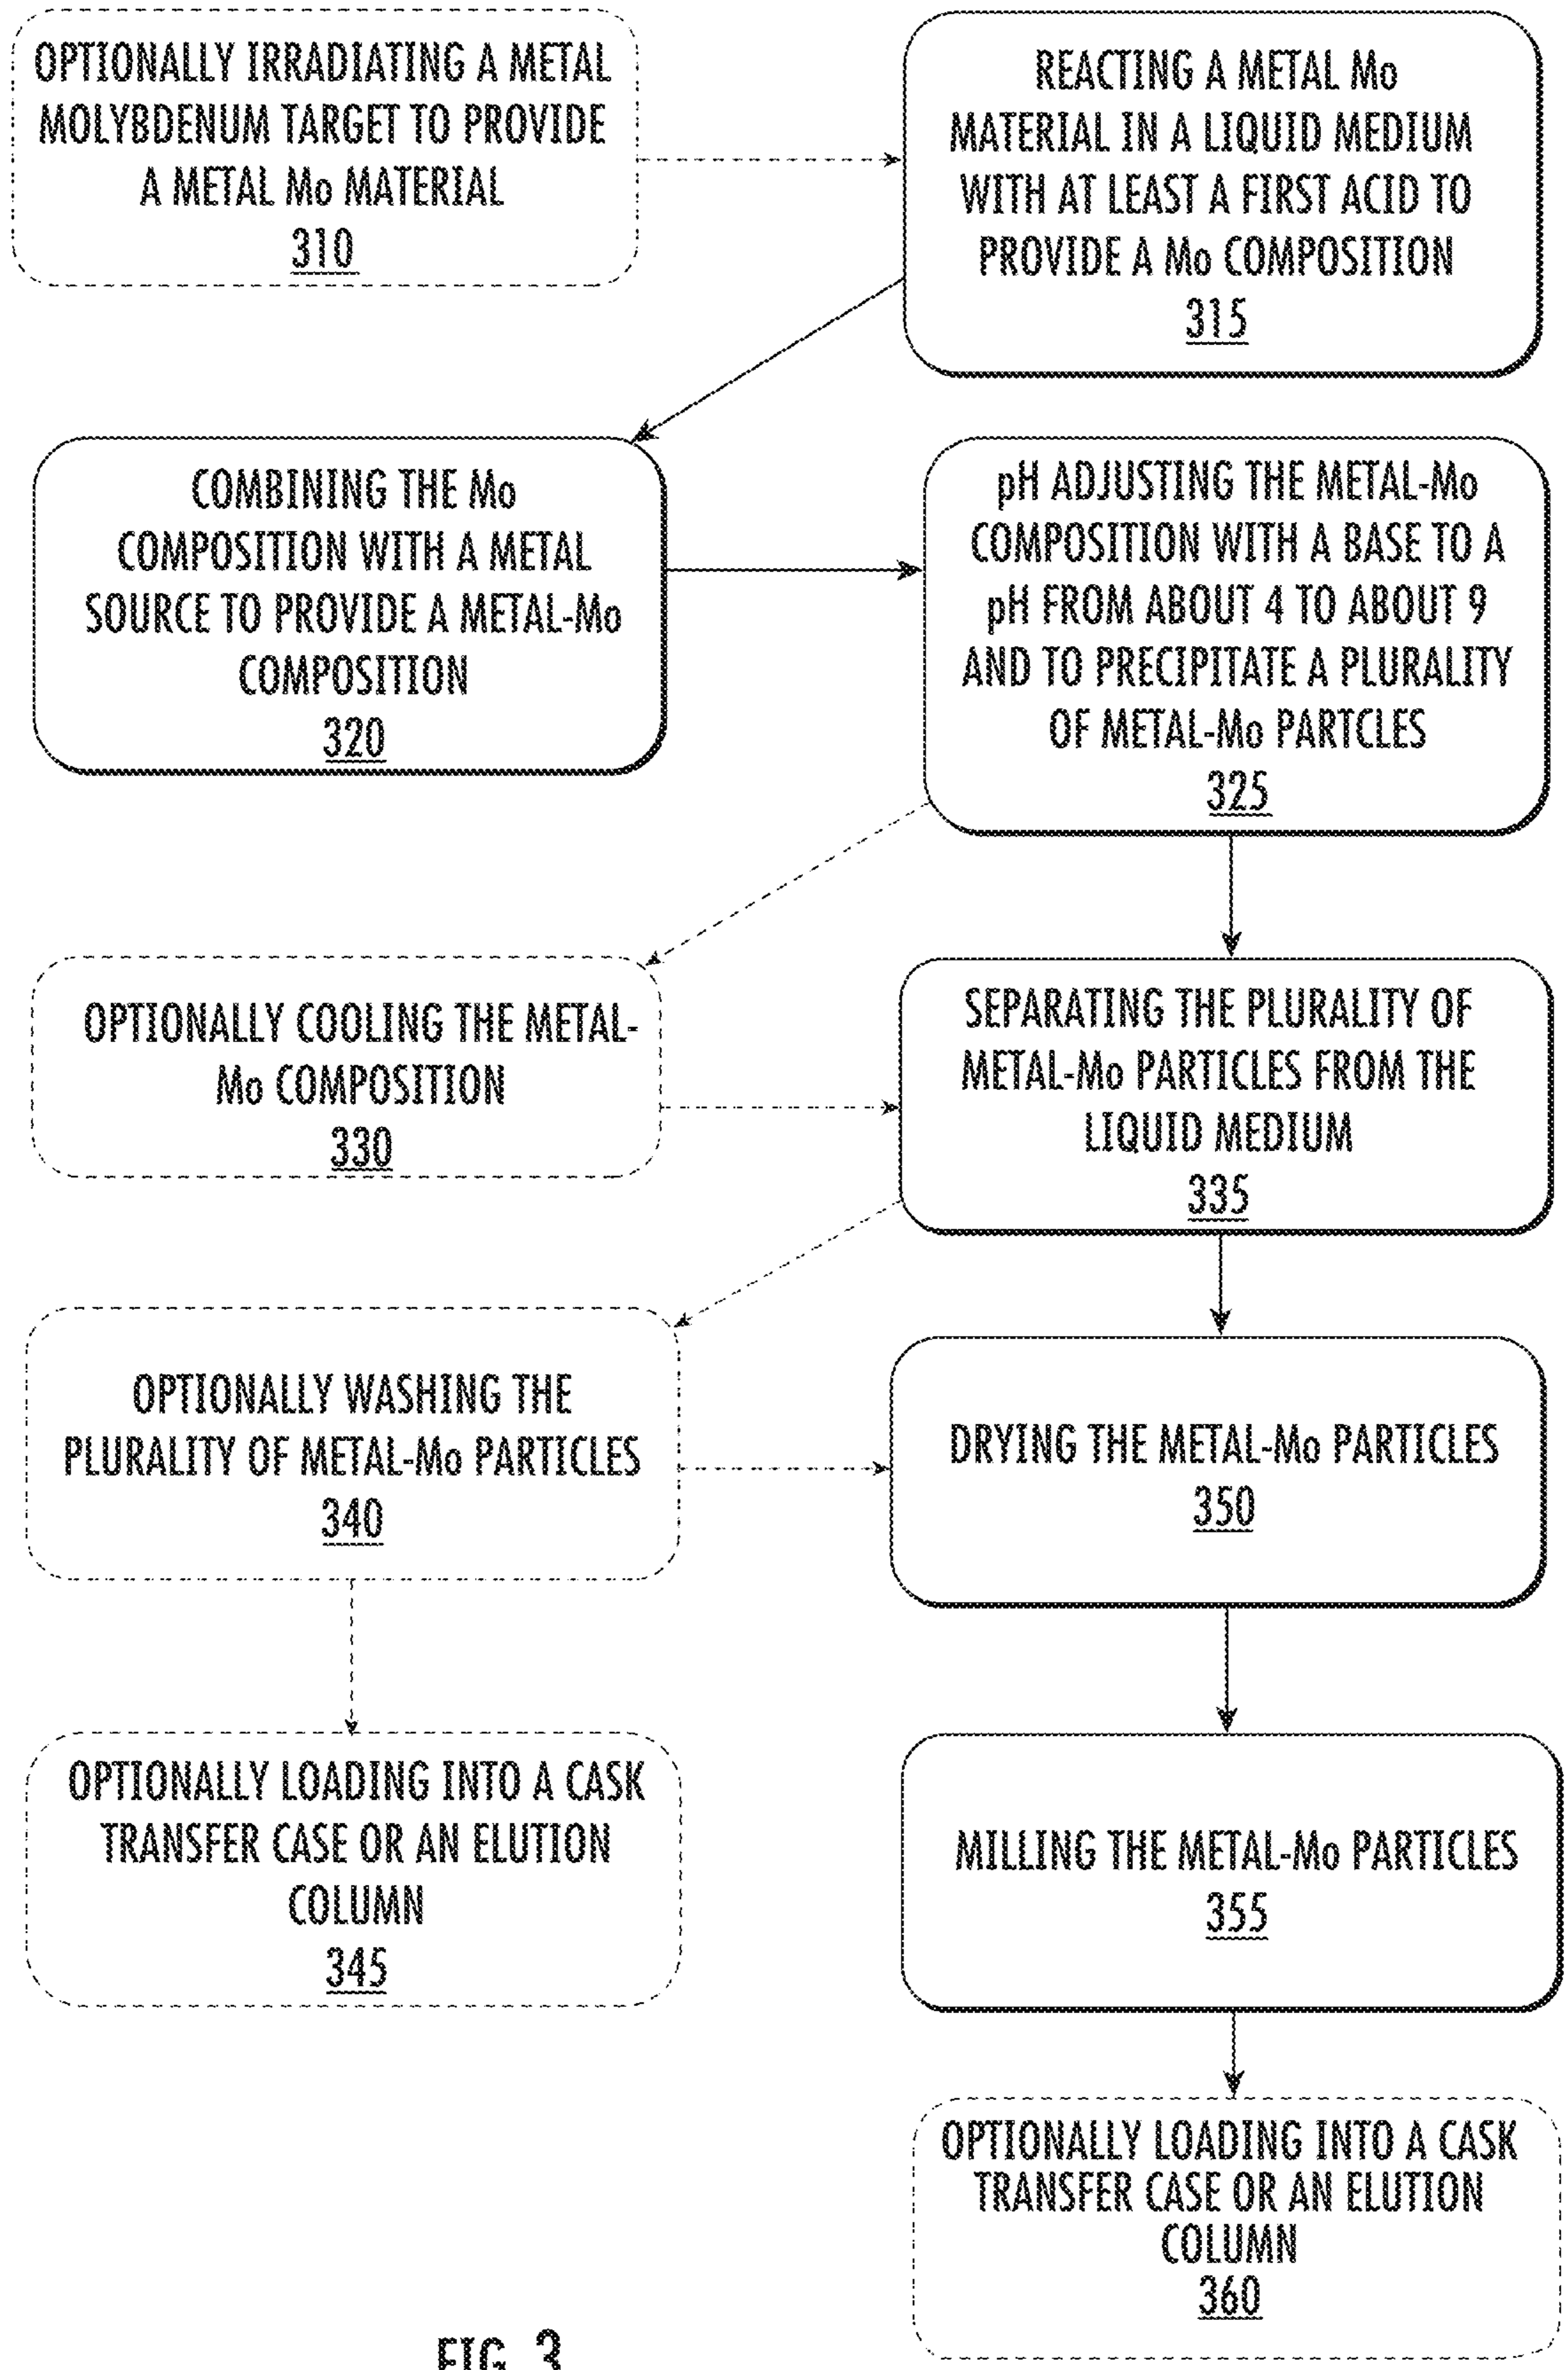 OPTIONALLY IRRADIATING A METAL
MOLYBDENUM TARGET TO PROVIDE
A METAL Mo MATERIAL
310
REACTING A METAL Mo
MATERIAL IN A LIQUID MEDIUM
WITH AT LEAST A FIRST ACID TO
PROVIDE A Mo COMPOSITION
315
COMBINING THE Mo
COMPOSITION WITH A METAL
SOURCE TO PROVIDE A METAL-Mo
COMPOSITION
320
pH ADJUSTING THE METAL-Mo
COMPOSITION WITH A BASE TO A
pH FROM ABOUT 4 TO ABOUT 9
AND TO PRECIPITATE A PLURALITY
OF METAL-Mo PARTCLES
325
OPTIONALLY COOLING THE METAL-
Mo COMPOSITION
330
SEPARATING THE PLURALITY OF
METAL-Mo PARTICLES FROM THE
LIQUID MEDIUM
335
OPTIONALLY WASHING THE
PLURALITY OF METAL-Mo PARTICLES
340
DRYING THE METAL-Mo PARTICLES
350
OPTIONALLY LOADING INTO A CASK
TRANSFER CASE OR AN ELUTION
COLUMN
345
MILLING THE METAL-Mo PARTICLES
355
OPTIONALLY LOADING INTO A CASK
TRANSFER CASE OR AN ELUTION
COLUMN
360
FIG. 3